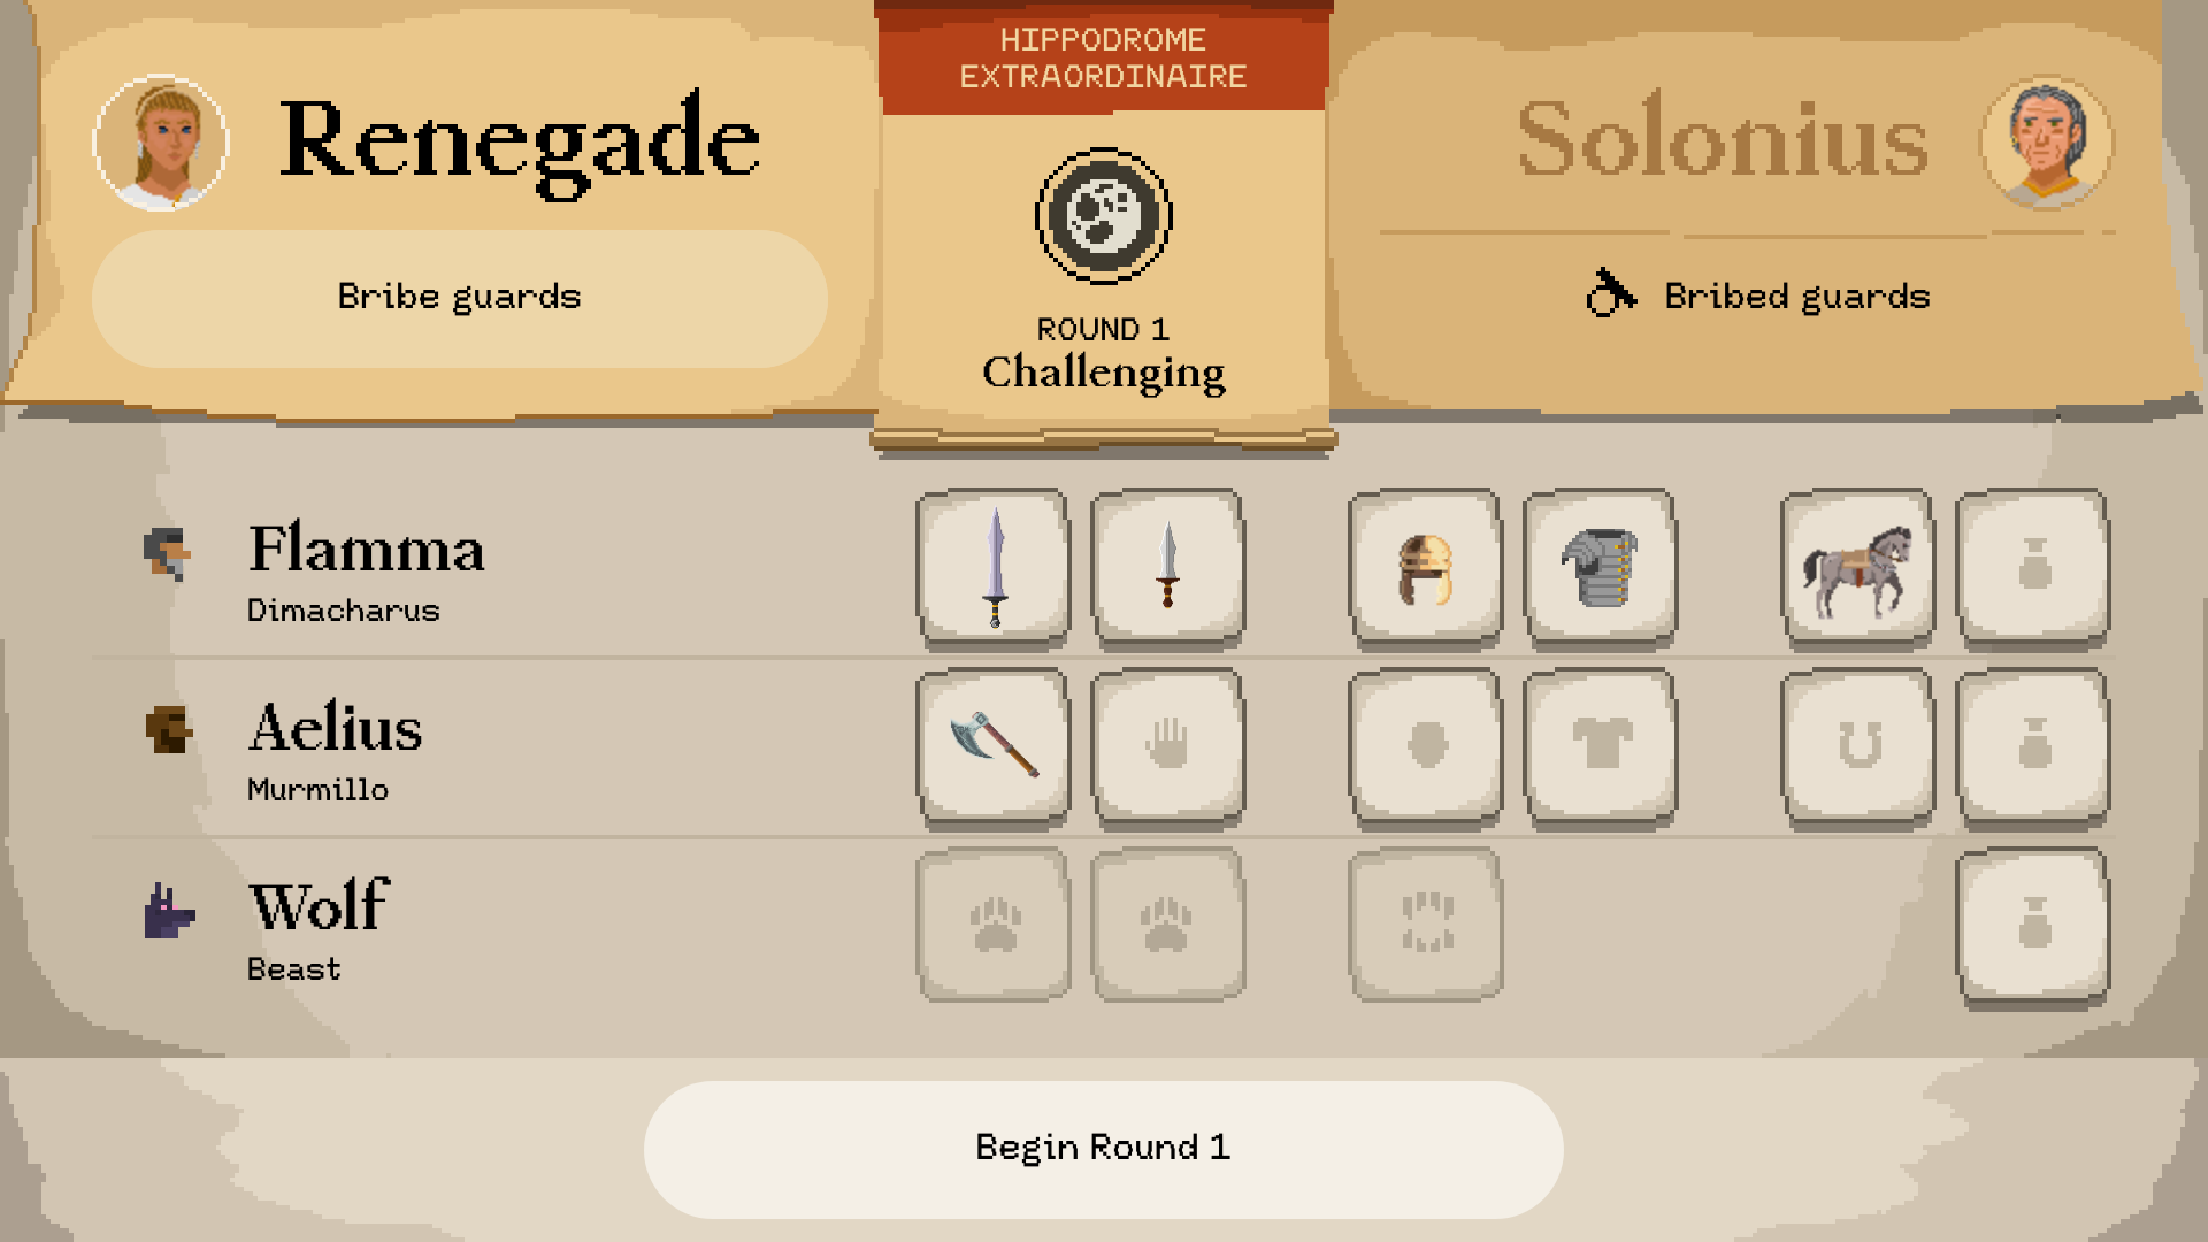 HIPPODROME
EXTRAORDINAIRE
Renegade
Solonius
Bribe guards
Bribed guards
ROUND 1
Challenging
Flamma
Dimacharus
Aelius
Murmillo
Wolf
Beast
Begin Round 1